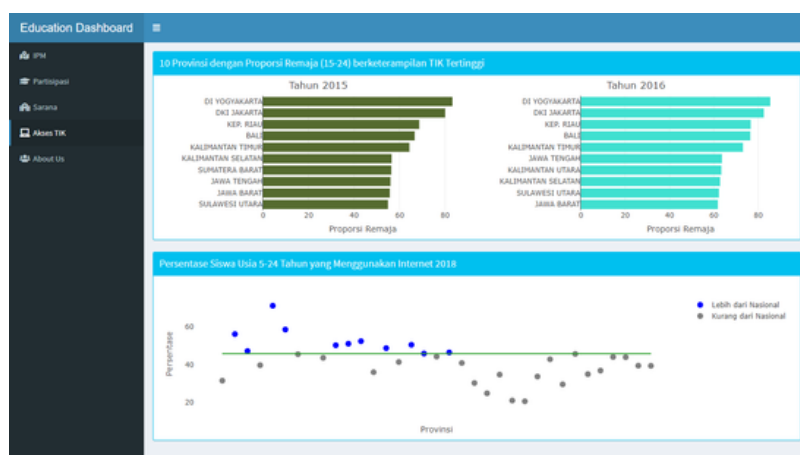 Education Dashboard
IPM
Partisipasi
Sarana
Akses TIK
About Us
10 Provinsi dengan Proporsi Remaja (15-24) berketerampilan TIK Tertinggi
Tahun 2015
DI YOGYAKARTA
DKI JAKARTA
KEP. RIAU
BALI
KALIMANTAN TIMUR
KALIMANTAN SELATAN
SUMATERA BARAT
JAWA TENGAH
JAWA BARAT
SULAWESI UTARA
0 20 40 60 80
Proporsi Remaja
Tahun 2016
DI YOGYAKARTA
DKI JAKARTA
KEP. RIAU
BALI
KALIMANTAN TIMUR
JAWA TENGAH
KALIMANTAN UTARA
KALIMANTAN SELATAN
SULAWESI UTARA
JAWA BARAT
0 20 40 60 80
Proporsi Remaja
Persentase Siswa Usia 5-24 Tahun yang Menggunakan Internet 2018
Lebih dari Nasional
Kurang dari Nasional
60
40
20
Persentase
Provinsi